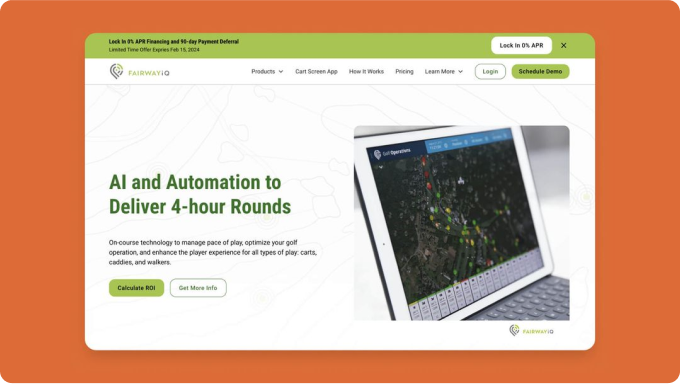 Lock In 0% APR Financing and 90-day Payment Deferral
Limited Time Offer Expries Feb 15, 2024
Lock In 0% APR
FAIRWAYiQ
Products
Cart Screen App
How It Works
Pricing
Learn More
Login
Schedule Demo
AI and Automation to
Deliver 4-hour Rounds
On-course technology to manage pace of play, optimize your golf
operation, and enhance the player experience for all types of play: carts,
caddies, and walkers.
Calculate ROI
Get More Info
Golf Operations
FAIRWAYiQ